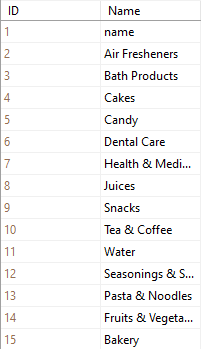 ID Name
1 name
2 Air Fresheners
3 Bath Products
4 Cakes
5 Candy
6 Dental Care
7 Health & Medi...
8 Juices
9 Snacks
10 Tea & Coffee
11 Water
12 Seasonings & S...
13 Pasta & Noodles
14 Fruits & Vegeta...
15 Bakery